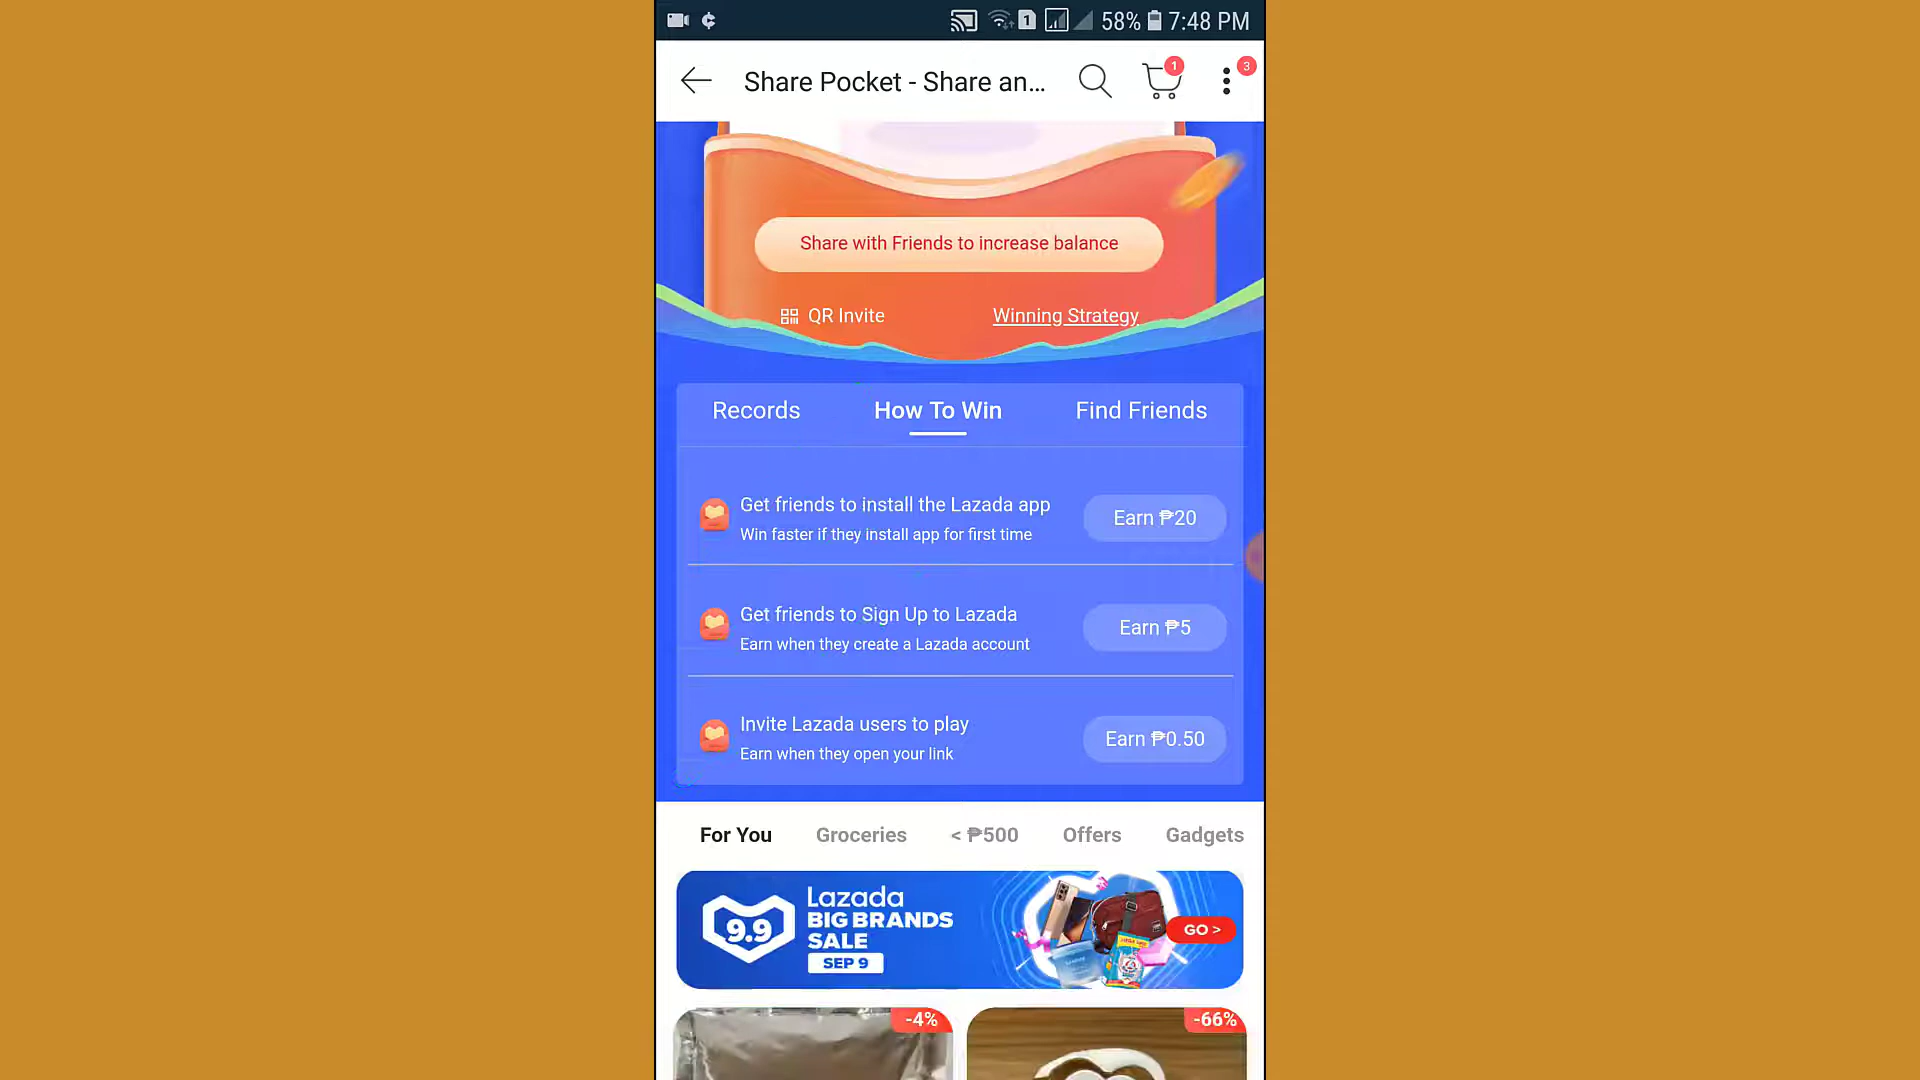 58% 7:48 PM
1
Share Pocket - Share an...
1
3
Share with Friends to increase balance
QR Invite
Winning Strategy
Records
How To Win
Find Friends
Get friends to install the Lazada app
Win faster if they install app for first time
Earn ₱20
Get friends to Sign Up to Lazada
Earn when they create a Lazada account
Earn ₱5
Invite Lazada users to play
Earn when they open your link
Earn ₱0.50
For You
Groceries
< ₱500
Offers
Gadgets
9.9
Lazada
BIG BRANDS
SALE
SEP 9
GO >
-4%
-66%